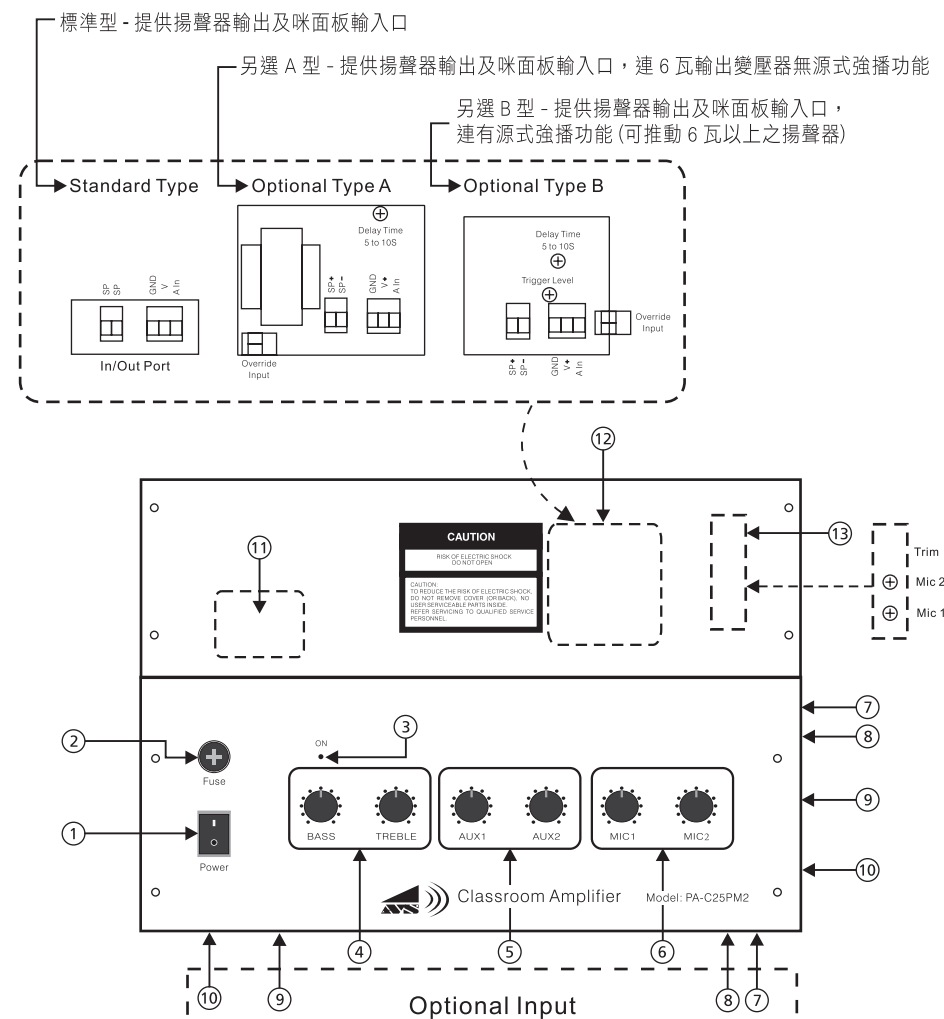 標準型 - 提供揚聲器輸出及咪面板輸入口
另選 A 型 - 提供揚聲器輸出及咪面板輸入口，連 6 瓦輸出變壓器無源式強播功能
另選 B 型 - 提供揚聲器輸出及咪面板輸入口，
連有源式強播功能 (可推動 6 瓦以上之揚聲器)
Standard Type
Optional Type A
Optional Type B
SP
SP
GND
V
A In
In/Out Port
Delay Time
5 to 10S
SP+
SP-
GND
V+
A In
Override
Input
Delay Time
5 to 10S
Trigger Level
Override
Input
SP+
SP-
GND
V+
A In
⑫
⑬
⑪
CAUTION
RISK OF ELECTRIC SHOCK
DO NOT OPEN
CAUTION:
TO REDUCE THE RISK OF ELECTRIC SHOCK,
DO NOT REMOVE COVER (OR BACK), NO
USER SERVICEABLE PARTS INSIDE.
REFER SERVICING TO QUALIFIED SERVICE
PERSONNEL.
Trim
Mic 2
Mic 1
⑦
⑧
⑨
⑩
②
Fuse
①
Power
③
ON
BASS
TREBLE
AUX1
AUX2
MIC1
MIC2
AVS
Classroom Amplifier
Model: PA-C25PM2
⑩
⑨
④
⑤
⑥
⑧
⑦
Optional Input